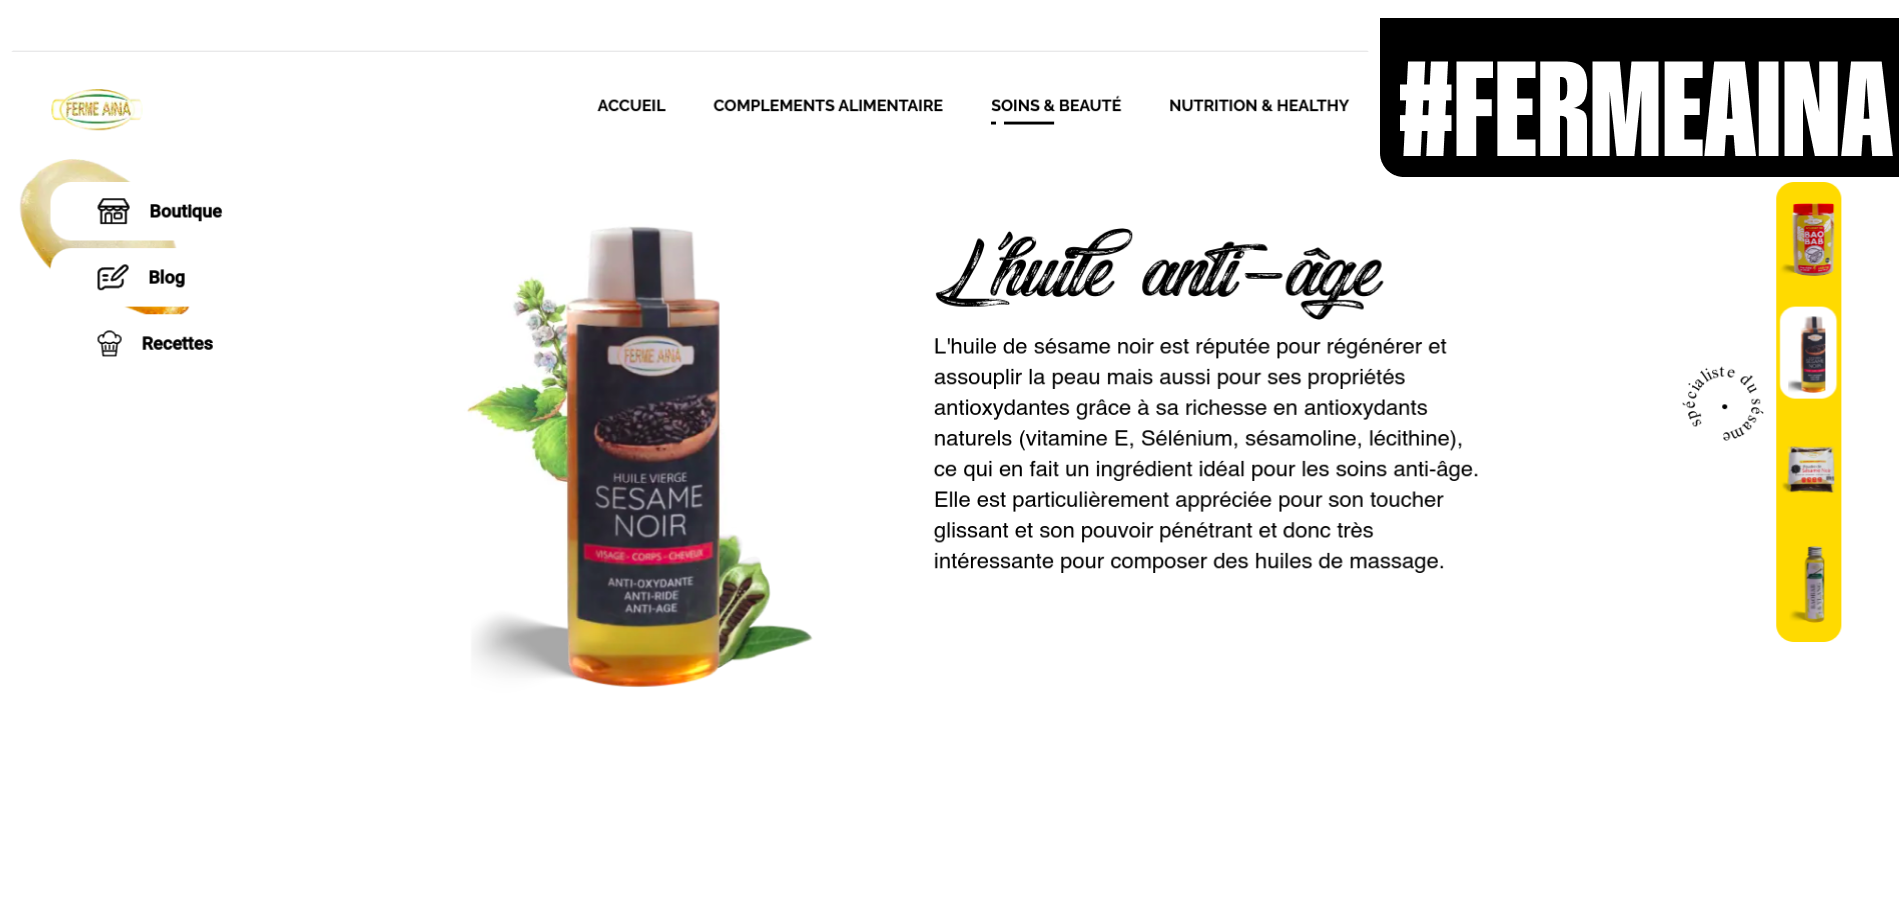 #FERMEAINA
FERME AINA
ACCUEIL
COMPLEMENTS ALIMENTAIRE
SOINS & BEAUTÉ
NUTRITION & HEALTHY
Boutique
Blog
Recettes
FERME AINA
HUILE VIERGE
SESAME
NOIR
VISAGE - CORPS - CHEVEUX
ANTI-OXYDANTE
ANTI-RIDE
ANTI-AGE
L'huile anti-âge
L'huile de sésame noir est réputée pour régénérer et
assouplir la peau mais aussi pour ses propriétés
antioxydantes grâce à sa richesse en antioxydants
naturels (vitamine E, Sélénium, sésamoline, lécithine),
ce qui en fait un ingrédient idéal pour les soins anti-âge.
Elle est particulièrement appréciée pour son toucher
glissant et son pouvoir pénétrant et donc très
intéressante pour composer des huiles de massage.
spécialiste du sésame
BAO
BAB